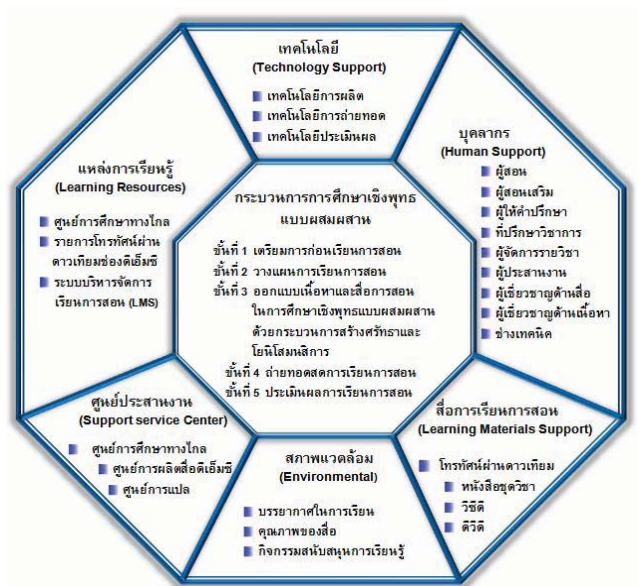 เทคโนโลยี
(Technology Support)
เทคโนโลยีการผลิต
เทคโนโลยีการถ่ายทอด
เทคโนโลยีประเมินผล
บุคลากร
(Human Support)
ผู้สอน
ผู้สอนเสริม
ผู้ให้คำปรึกษา
ที่ปรึกษาวิชาการ
ผู้จัดการรายวิชา
ผู้ประสานงาน
ผู้เชี่ยวชาญด้านสื่อ
ผู้เชี่ยวชาญด้านเนื้อหา
ช่างเทคนิค
แหล่งการเรียนรู้
(Learning Resources)
ศูนย์การศึกษาทางไกล
รายการโทรทัศน์ผ่าน
ดาวเทียมช่องดีเอ็มซี
ระบบบริหารจัดการ
เรียนการสอน (LMS)
กระบวนการการศึกษาเชิงพุทธ
แบบผสมผสาน
ขั้นที่ 1 เตรียมการก่อนเรียนการสอน
ขั้นที่ 2 วางแผนการเรียนการสอน
ขั้นที่ 3 ออกแบบเนื้อหาและสื่อการสอน
ในการศึกษาเชิงพุทธแบบผสมผสาน
ด้วยกระบวนการสร้างศรัทธาและ
โยนิโสมนสิการ
ขั้นที่ 4 ถ่ายทอดสดการเรียนการสอน
ขั้นที่ 5 ประเมินผลการเรียนการสอน
ศูนย์ประสานงาน
(Support service Center)
ศูนย์การศึกษาทางไกล
ศูนย์การผลิตสื่อดีเอ็มซี
ศูนย์การแปล
สภาพแวดล้อม
(Environmental)
บรรยากาศในการเรียน
คุณภาพของสื่อ
กิจกรรมสนับสนุนการเรียนรู้
สื่อการเรียนการสอน
(Learning Materials Support)
โทรทัศน์ผ่านดาวเทียม
หนังสือชุดวิชา
วีซีดี
ดีวีดี